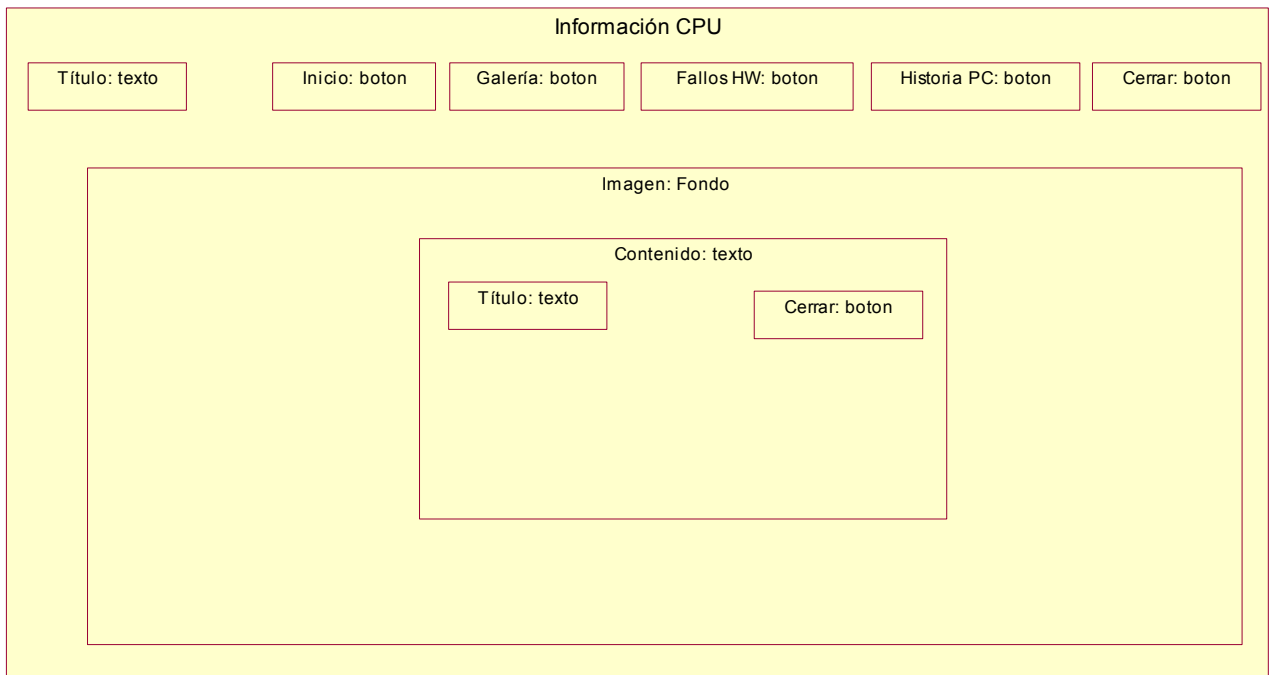 Información CPU
Título: texto
Inicio: boton
Galería: boton
Fallos HW: boton
Historia PC: boton
Cerrar: boton
Imagen: Fondo
Contenido: texto
Título: texto
Cerrar: boton